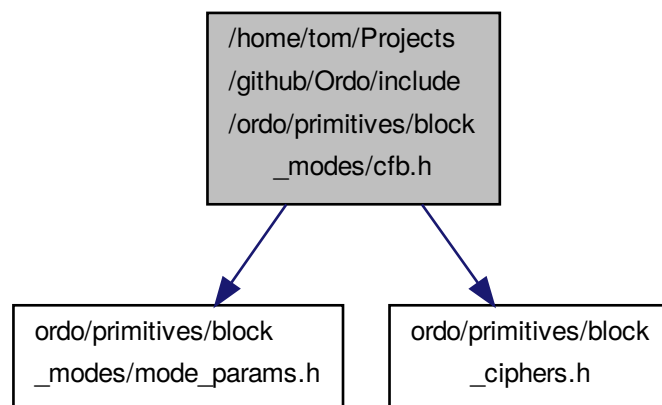 /home/tom/Projects
/github/Ordo/include
/ordo/primitives/block
_modes/cfb.h
ordo/primitives/block
_modes/mode_params.h
ordo/primitives/block
_ciphers.h